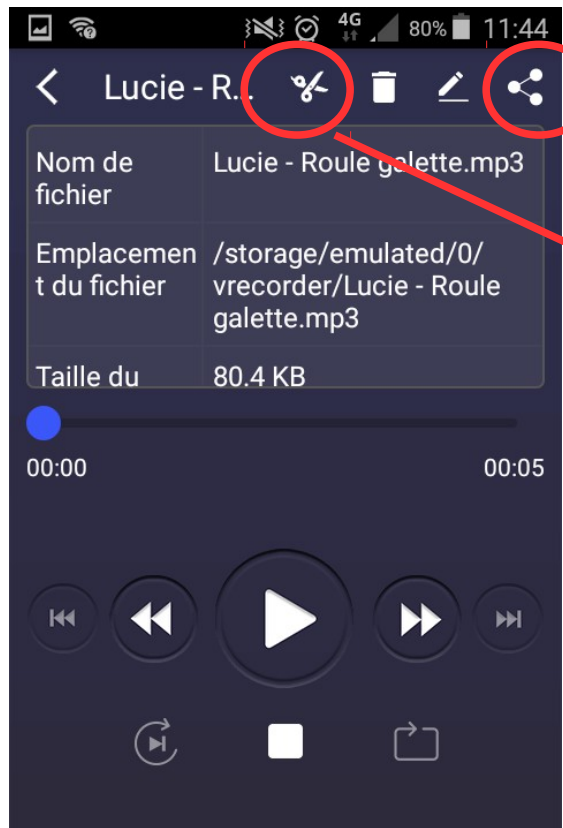 4G 80% 11:44
Lucie - R...
Nom de fichier
Lucie - Roule galette.mp3
Emplacemen
t du fichier
/storage/emulated/0/
vrecorder/Lucie - Roule
galette.mp3
Taille du
80.4 KB
00:00
00:05